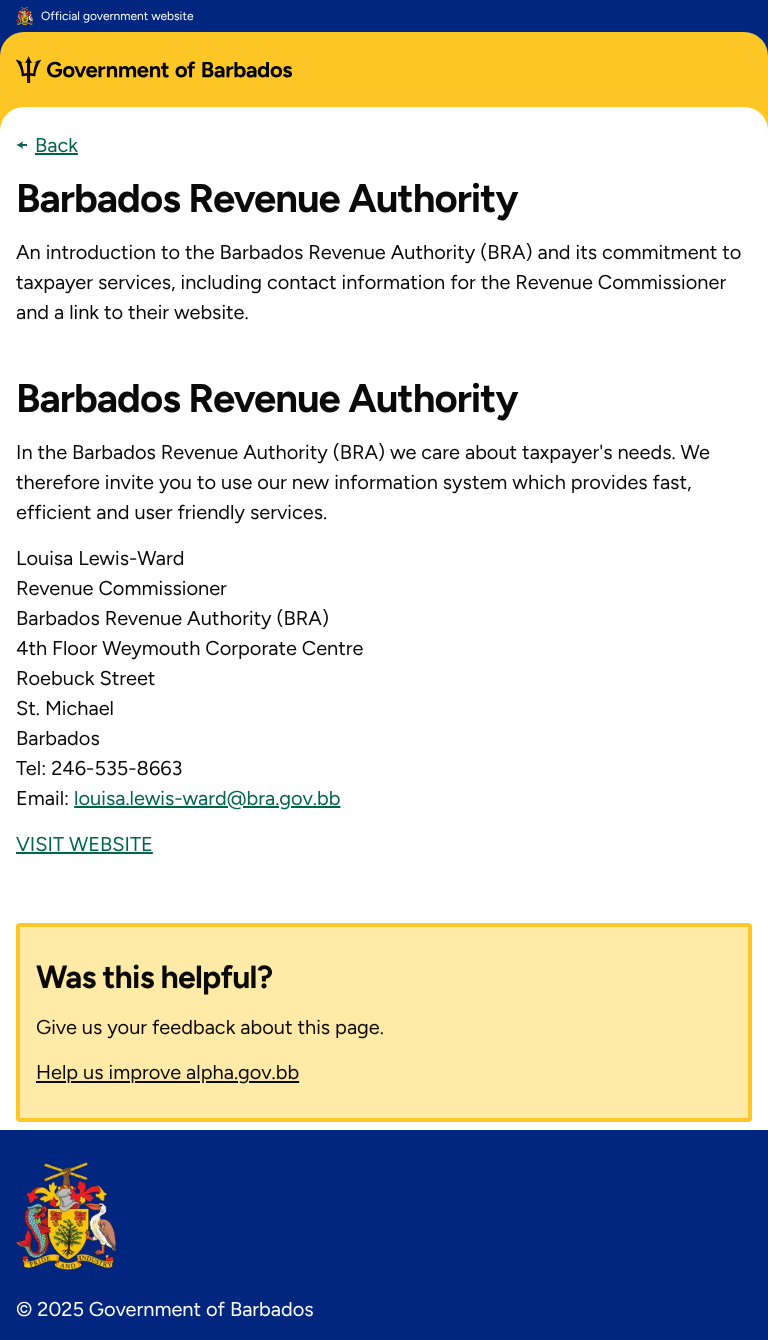 Official government website
Government of Barbados
Back
Barbados Revenue Authority
An introduction to the Barbados Revenue Authority (BRA) and its commitment to
taxpayer services, including contact information for the Revenue Commissioner
and a link to their website.
Barbados Revenue Authority
In the Barbados Revenue Authority (BRA) we care about taxpayer's needs. We
therefore invite you to use our new information system which provides fast,
efficient and user friendly services.
Louisa Lewis-Ward
Revenue Commissioner
Barbados Revenue Authority (BRA)
4th Floor Weymouth Corporate Centre
Roebuck Street
St. Michael
Barbados
Tel: 246-535-8663
Email: louisa.lewis-ward@bra.gov.bb
VISIT WEBSITE
Was this helpful?
Give us your feedback about this page.
Help us improve alpha.gov.bb
PRIDE AND INDUSTRY
© 2025 Government of Barbados